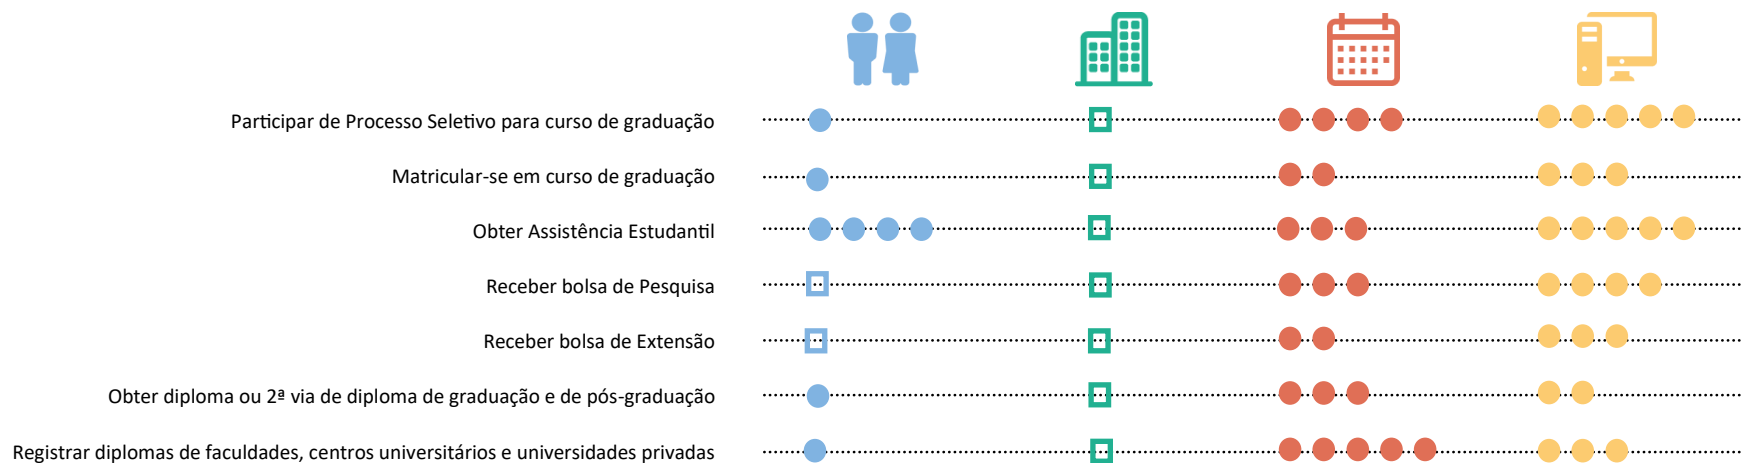 Participar de Processo Seletivo para curso de graduação
Matricular-se em curso de graduação
Obter Assistência Estudantil
Receber bolsa de Pesquisa
Receber bolsa de Extensão
Obter diploma ou 2ª via de diploma de graduação e de pós-graduação
Registrar diplomas de faculdades, centros universitários e universidades privadas